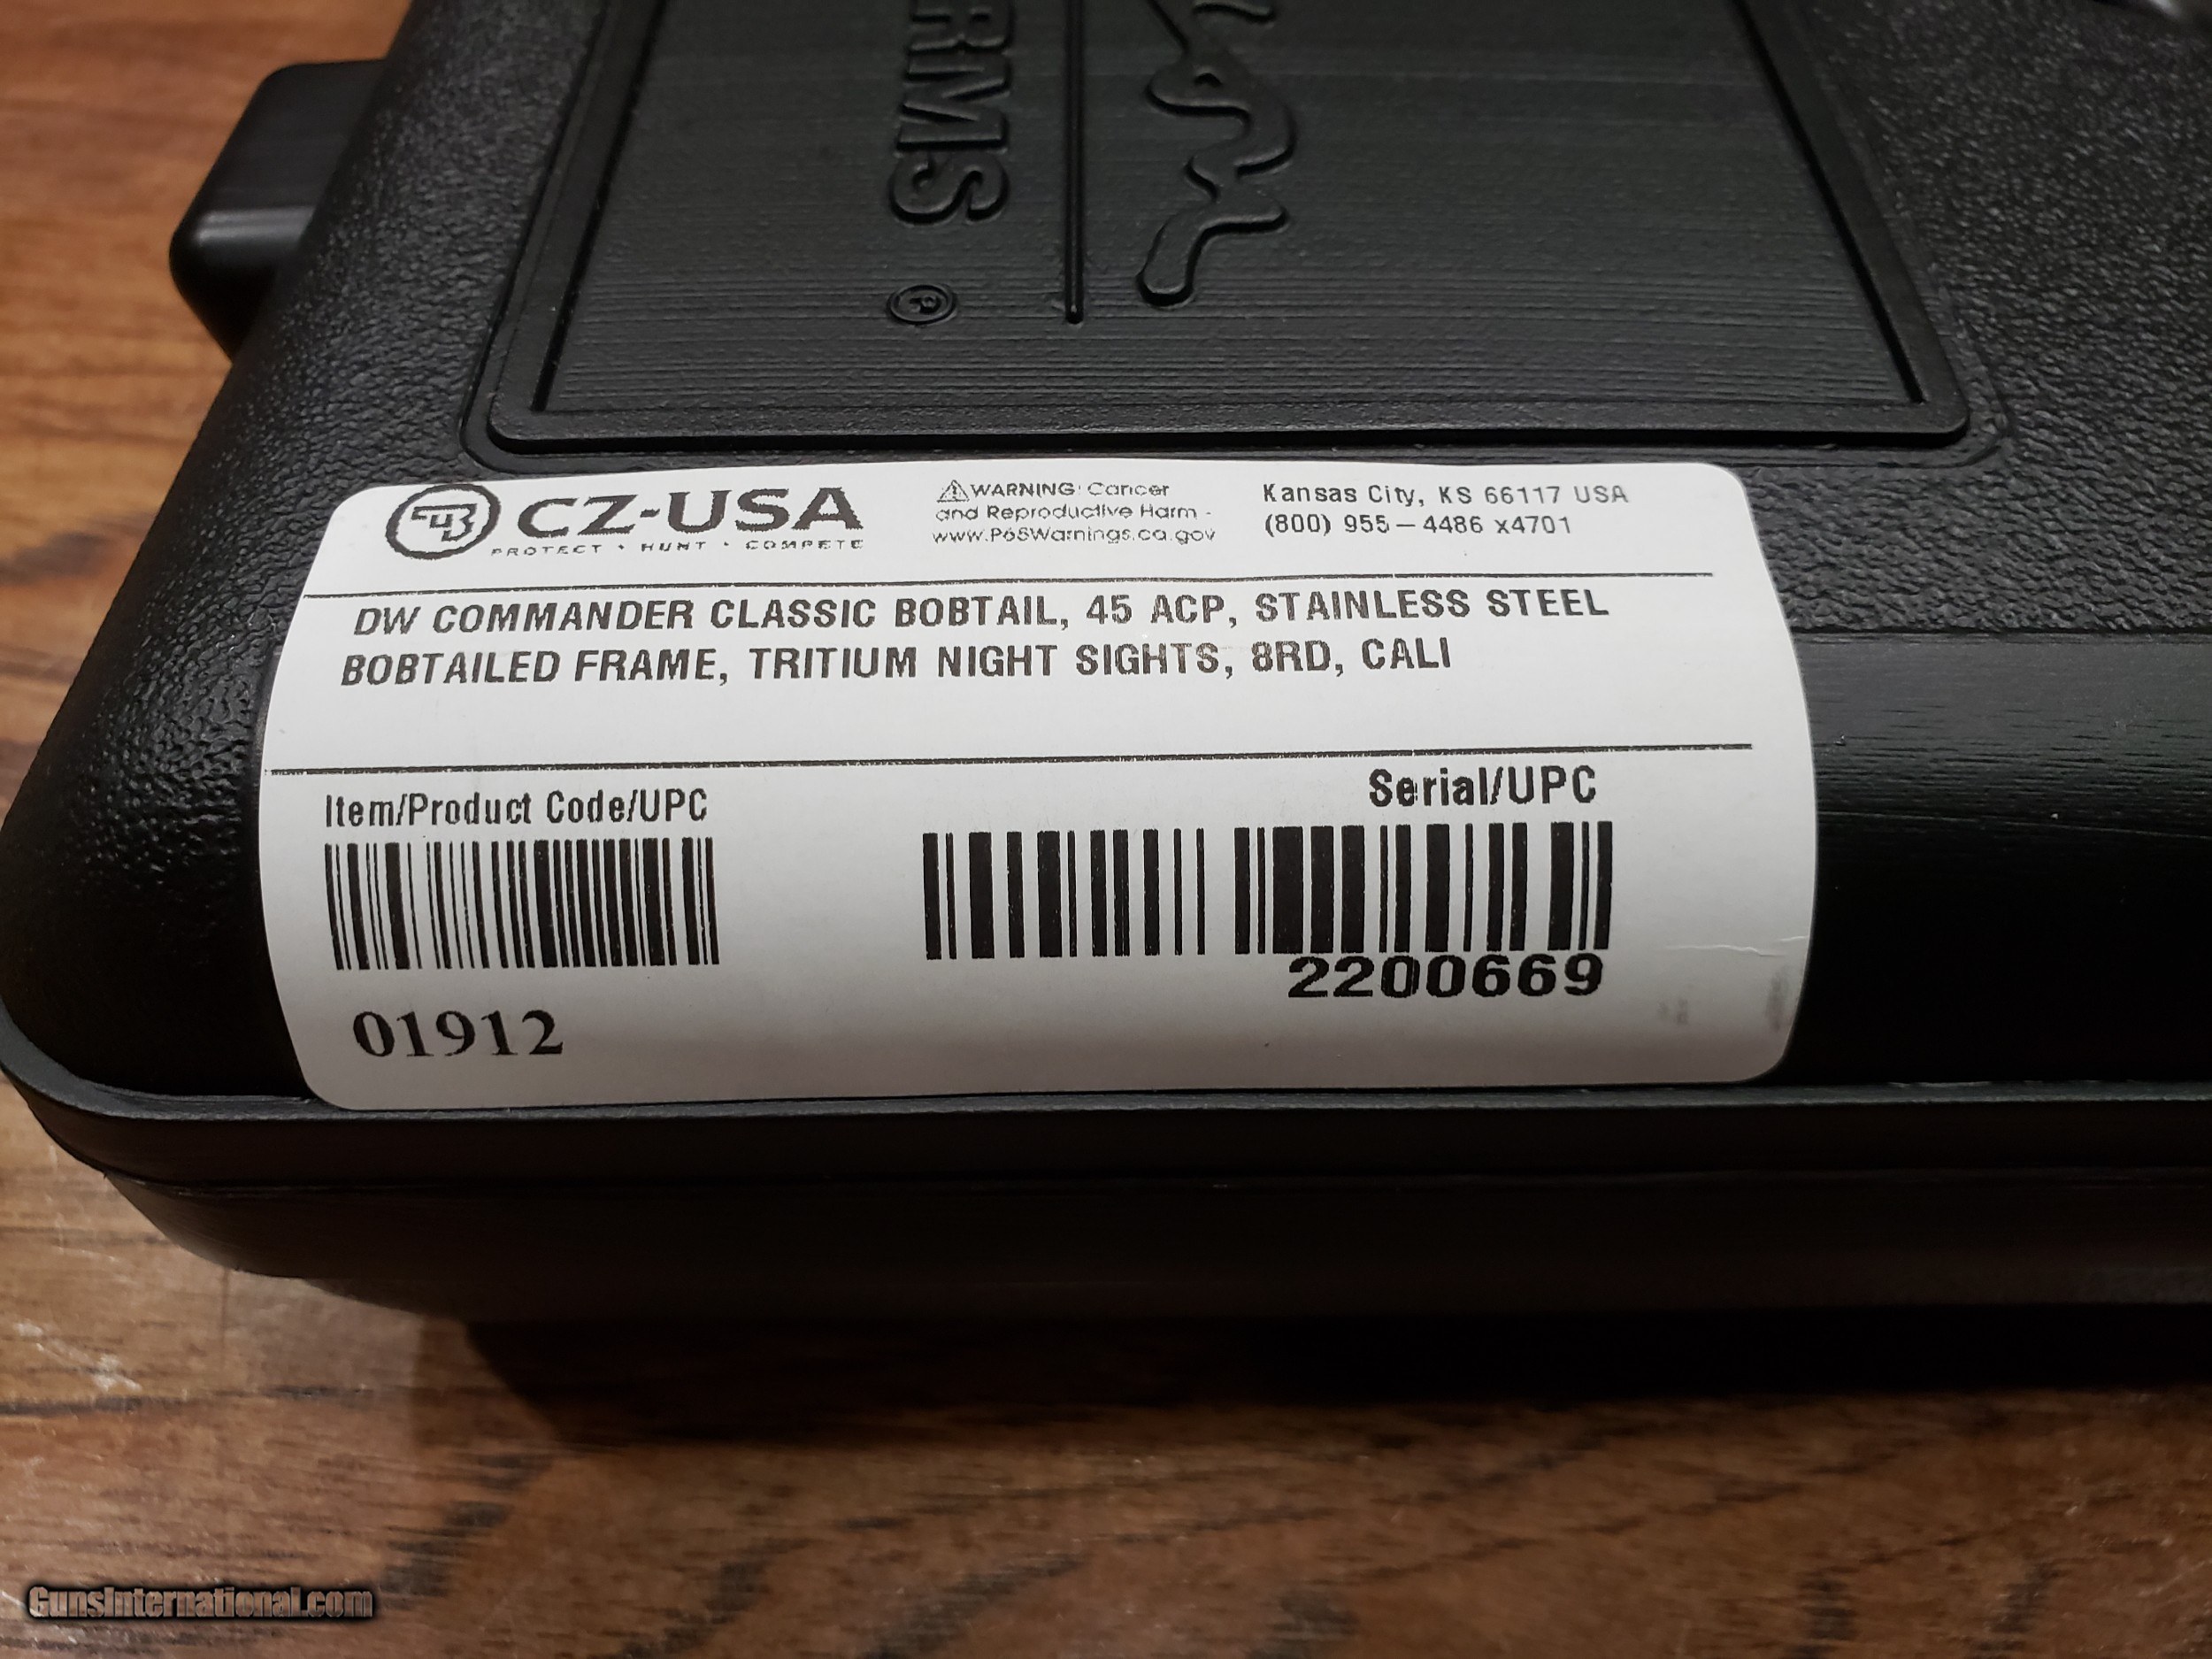 RMS
CZ-USA
PROTECT • HUNT • COMPETE
WARNING: Cancer
and Reproductive Harm -
www.P65Warnings.ca.gov
Kansas City, KS 66117 USA
(800) 955-4486 x4701
DW COMMANDER CLASSIC BOBTAIL, 45 ACP, STAINLESS STEEL
BOBTAILED FRAME, TRITIUM NIGHT SIGHTS, 8RD, CALI
Item/Product Code/UPC
01912
Serial/UPC
2200669
GunsInternational.com